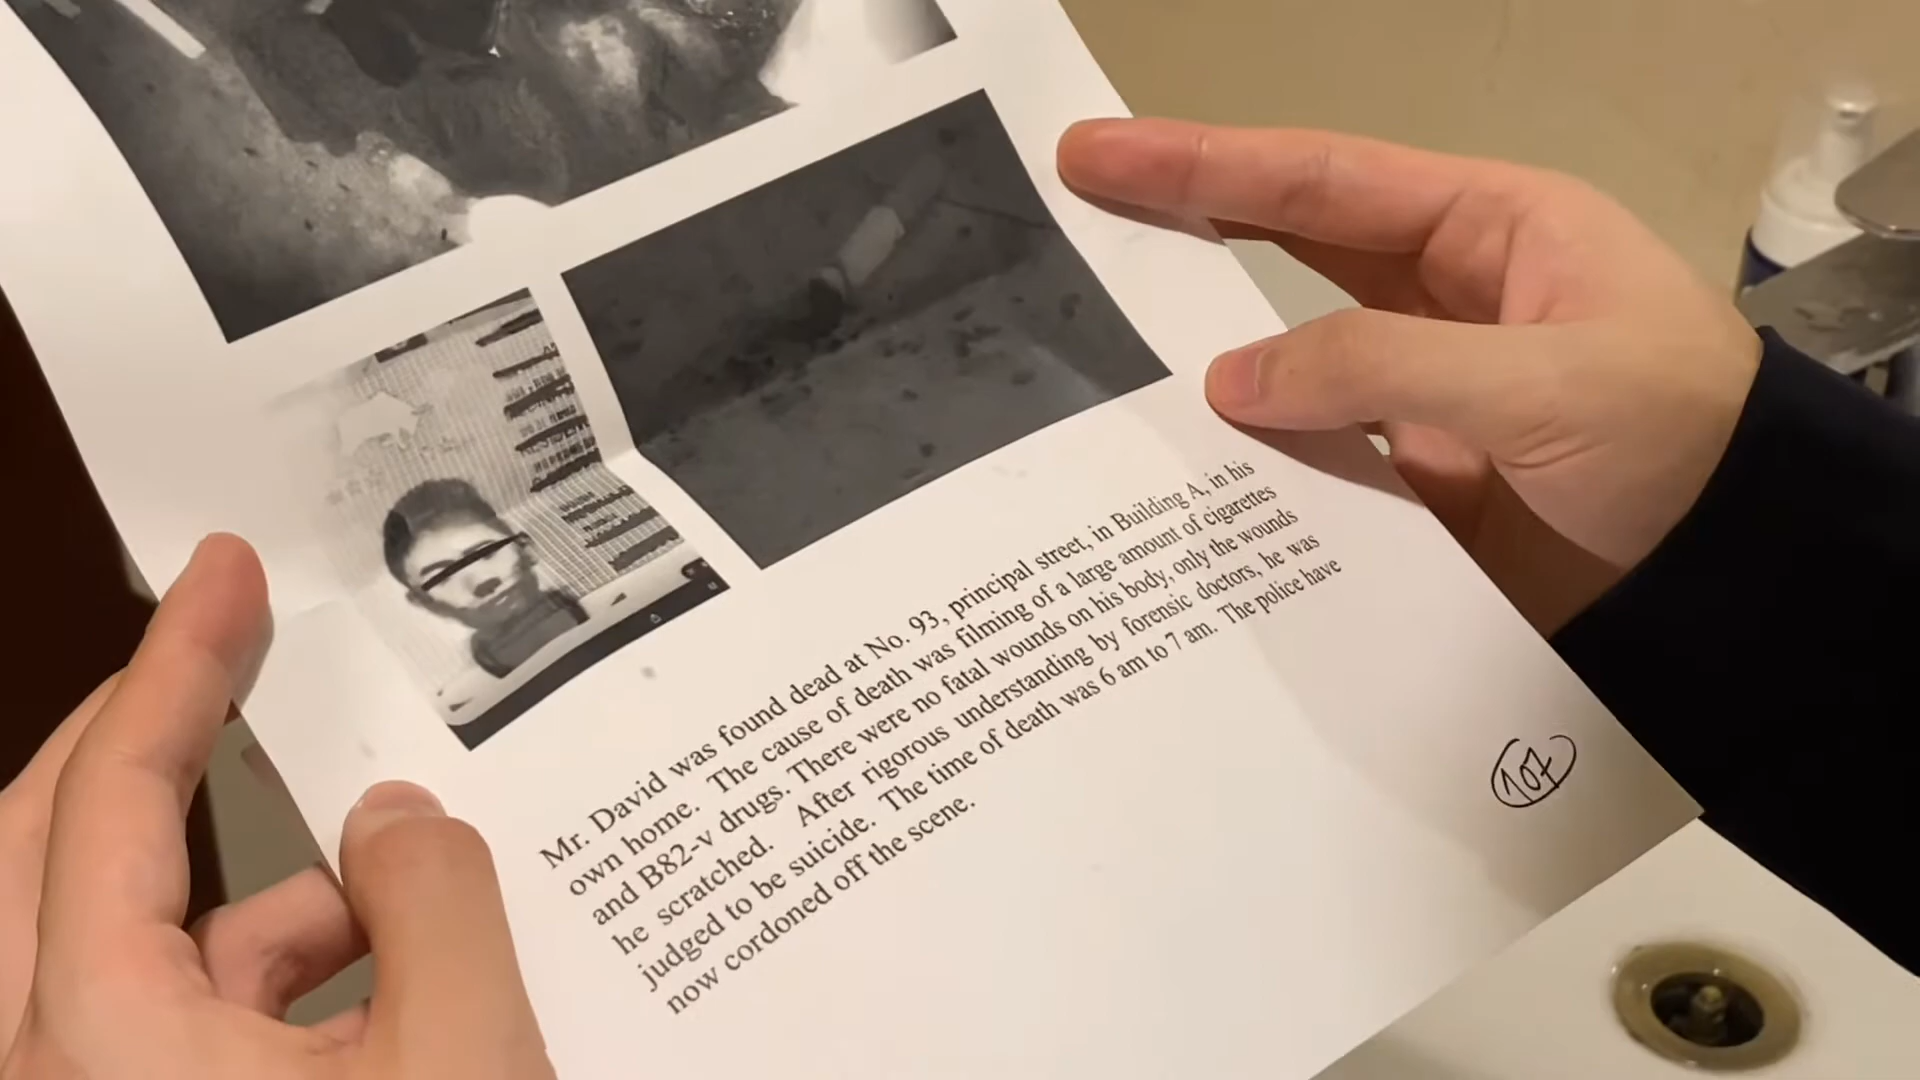 Mr. David was found dead at No. 93, principal street, in Building A, in his
own home. The cause of death was filming of a large amount of cigarettes
and B82-v drugs. There were no fatal wounds on his body, only the wounds
he scratched. After rigorous understanding by forensic doctors, he was
judged to be suicide. The time of death was 6 am to 7 am. The police have
now cordoned off the scene.
107